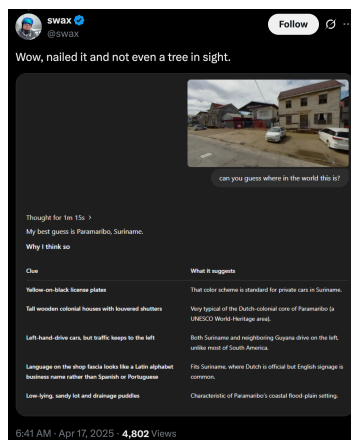 swax
@swax
Follow
Wow, nailed it and not even a tree in sight.
can you guess where in the world this is?
Thought for 1m 15s >
My best guess is Paramaribo, Suriname.
Why I think so
Clue What it suggests
Yellow-on-black license plates That color scheme is standard for private cars in Suriname.
Tall wooden colonial houses with louvered shutters Very typical of the Dutch-colonial core of Paramaribo (a
UNESCO World-Heritage area).
Left-hand-drive cars, but traffic keeps to the left Both Suriname and neighboring Guyana drive on the left,
unlike most of South America.
Language on the shop fascia looks like a Latin alphabet Fits Suriname, where Dutch is official but English signage is
business name rather than Spanish or Portuguese common.
Low-lying, sandy lot and drainage puddles Characteristic of Paramaribo's coastal flood-plain setting.
6:41 AM · Apr 17, 2025 · 4,802 Views